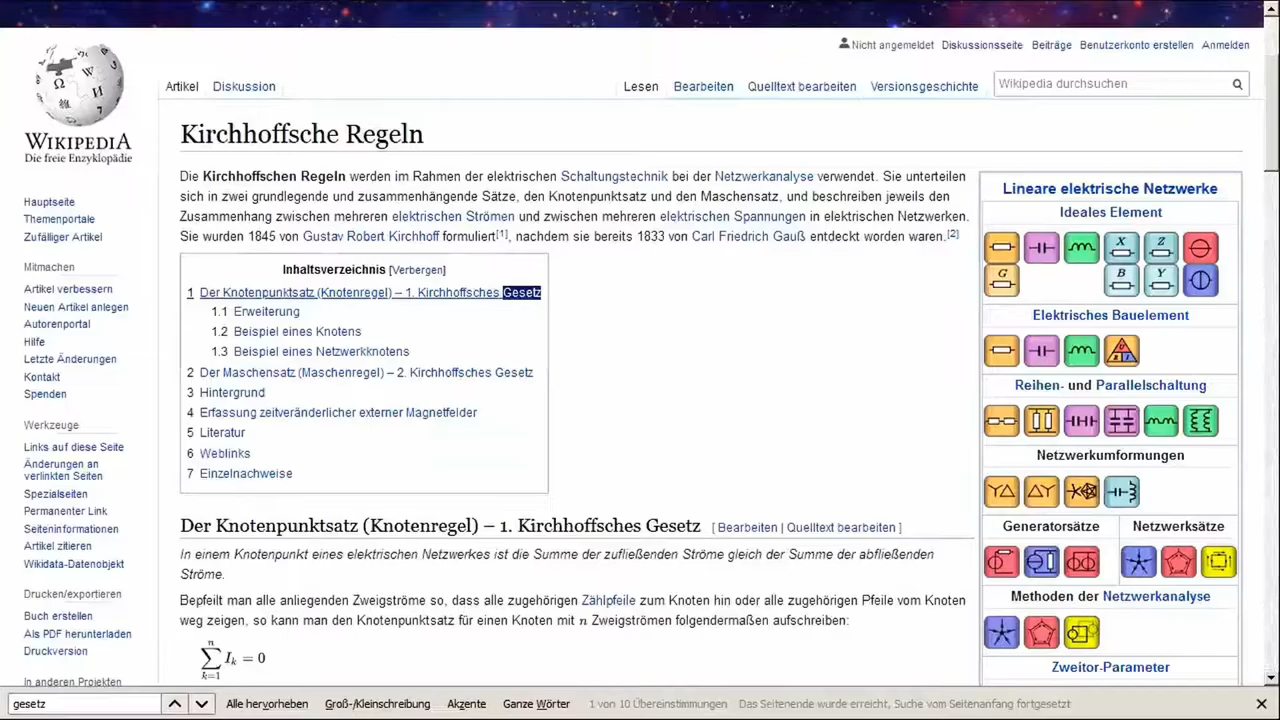 Nicht angemeldet Diskussionsseite Beiträge Benutzerkonto erstellen Anmelden
Artikel Diskussion Lesen Bearbeiten Quelltext bearbeiten Versionsgeschichte Wikipedia durchsuchen
WIKIPEDIA
Die freie Enzyklopädie
Hauptseite
Themenportale
Zufälliger Artikel
Mitmachen
Artikel verbessern
Neuen Artikel anlegen
Autorenportal
Hilfe
Letzte Änderungen
Kontakt
Spenden
Werkzeuge
Links auf diese Seite
Änderungen an
verlinkten Seiten
Spezialseiten
Permanenter Link
Seiteninformationen
Artikel zitieren
Wikidata-Datenobjekt
Drucken/exportieren
Buch erstellen
Als PDF herunterladen
Druckversion
In anderen Projekten
Kirchhoffsche Regeln
Die Kirchhoffschen Regeln werden im Rahmen der elektrischen Schaltungstechnik bei der Netzwerkanalyse verwendet. Sie unterteilen
sich in zwei grundlegende und zusammenhängende Sätze, den Knotenpunktsatz und den Maschensatz, und beschreiben jeweils den
Zusammenhang zwischen mehreren elektrischen Strömen und zwischen mehreren elektrischen Spannungen in elektrischen Netzwerken.
Sie wurden 1845 von Gustav Robert Kirchhoff formuliert[1], nachdem sie bereits 1833 von Carl Friedrich Gauß entdeckt worden waren.[2]
Inhaltsverzeichnis [Verbergen]
1 Der Knotenpunktsatz (Knotenregel) – 1. Kirchhoffsches Gesetz
1.1 Erweiterung
1.2 Beispiel eines Knotens
1.3 Beispiel eines Netzwerkknotens
2 Der Maschensatz (Maschenregel) – 2. Kirchhoffsches Gesetz
3 Hintergrund
4 Erfassung zeitveränderlicher externer Magnetfelder
5 Literatur
6 Weblinks
7 Einzelnachweise
Der Knotenpunktsatz (Knotenregel) – 1. Kirchhoffsches Gesetz [ Bearbeiten | Quelltext bearbeiten ]
In einem Knotenpunkt eines elektrischen Netzwerkes ist die Summe der zufließenden Ströme gleich der Summe der abfließenden
Ströme.
Bepfeilt man alle anliegenden Zweigströme so, dass alle zugehörigen Zählpfeile zum Knoten hin oder alle zugehörigen Pfeile vom Knoten
weg zeigen, so kann man den Knotenpunktsatz für einen Knoten mit n Zweigströmen folgendermaßen aufschreiben:
n
∑ Iₖ = 0
k=1
Lineare elektrische Netzwerke
Ideales Element
X Z
G B Y
Elektrisches Bauelement
Reihen- und Parallelschaltung
Netzwerkumformungen
Generatorsätze Netzwerksätze
Methoden der Netzwerkanalyse
Zweitor-Parameter
gesetz Alle hervorheben Groß-/Kleinschreibung Akzente Ganze Wörter 1 von 10 Übereinstimmungen Das Seitenende wurde erreicht, Suche vom Seitenanfang fortgesetzt